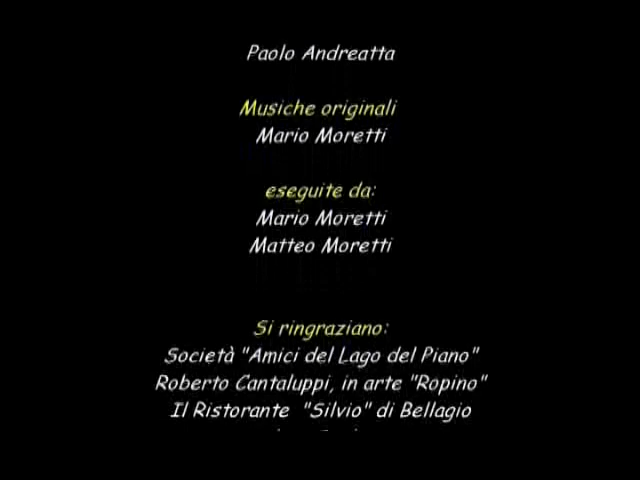 Paolo Andreatta
Musiche originali
Mario Moretti
eseguite da:
Mario Moretti
Matteo Moretti
Si ringraziano:
Società "Amici del Lago del Piano"
Roberto Cantaluppi, in arte "Ropino"
Il Ristorante "Silvio" di Bellagio